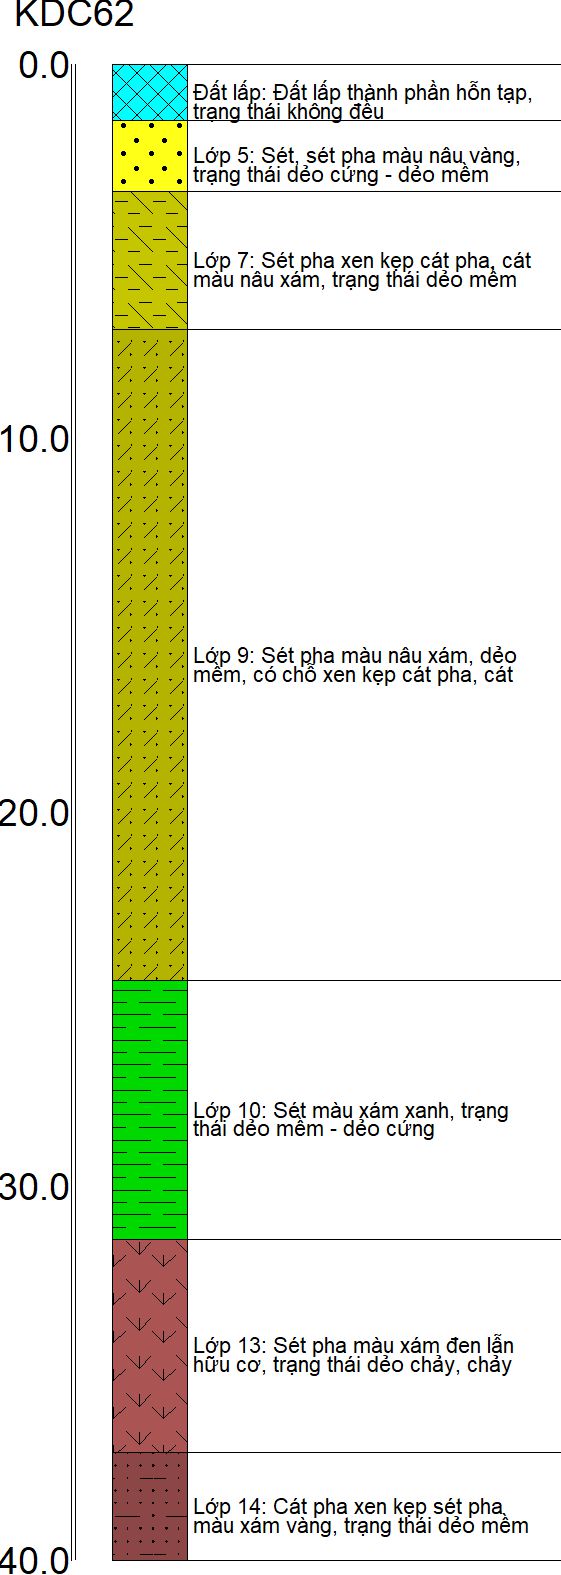 KDC62
0.0
Đất lấp: Đất lấp thành phần hỗn tạp,
trạng thái không đều
Lớp 5: Sét, sét pha màu nâu vàng,
trạng thái dẻo cứng - dẻo mềm
Lớp 7: Sét pha xen kẹp cát pha, cát
màu nâu xám, trạng thái dẻo mềm
10.0
Lớp 9: Sét pha màu nâu xám, dẻo
mềm, có chỗ xen kẹp cát pha, cát
20.0
Lớp 10: Sét màu xám xanh, trạng
thái dẻo mềm - dẻo cứng
30.0
Lớp 13: Sét pha màu xám đen lẫn
hữu cơ, trạng thái dẻo chảy, chảy
Lớp 14: Cát pha xen kẹp sét pha
màu xám vàng, trạng thái dẻo mềm
40.0